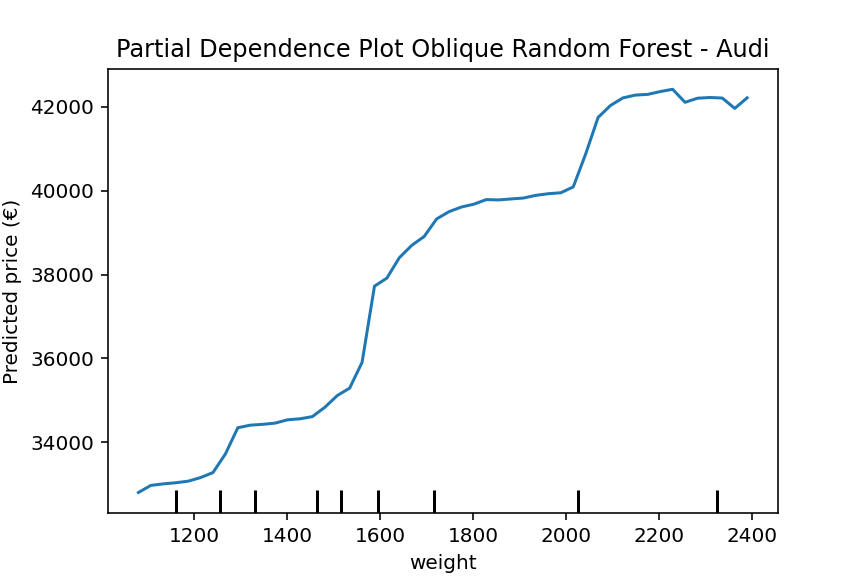 Partial Dependence Plot Oblique Random Forest - Audi
42000
40000
38000
36000
34000
Predicted price (€)
1200 1400 1600 1800 2000 2200 2400
weight